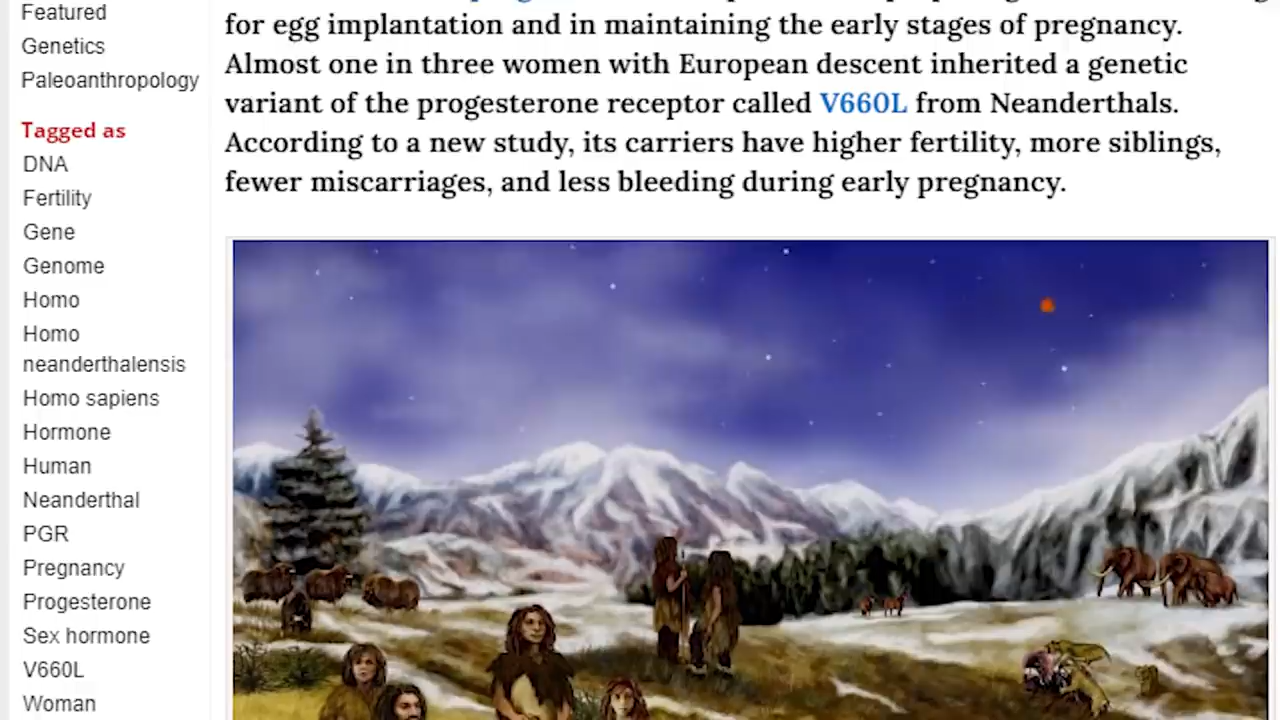 Featured
Genetics
Paleoanthropology
Tagged as
DNA
Fertility
Gene
Genome
Homo
Homo
neanderthalensis
Homo sapiens
Hormone
Human
Neanderthal
PGR
Pregnancy
Progesterone
Sex hormone
V660L
Woman
for egg implantation and in maintaining the early stages of pregnancy.
Almost one in three women with European descent inherited a genetic
variant of the progesterone receptor called V660L from Neanderthals.
According to a new study, its carriers have higher fertility, more siblings,
fewer miscarriages, and less bleeding during early pregnancy.